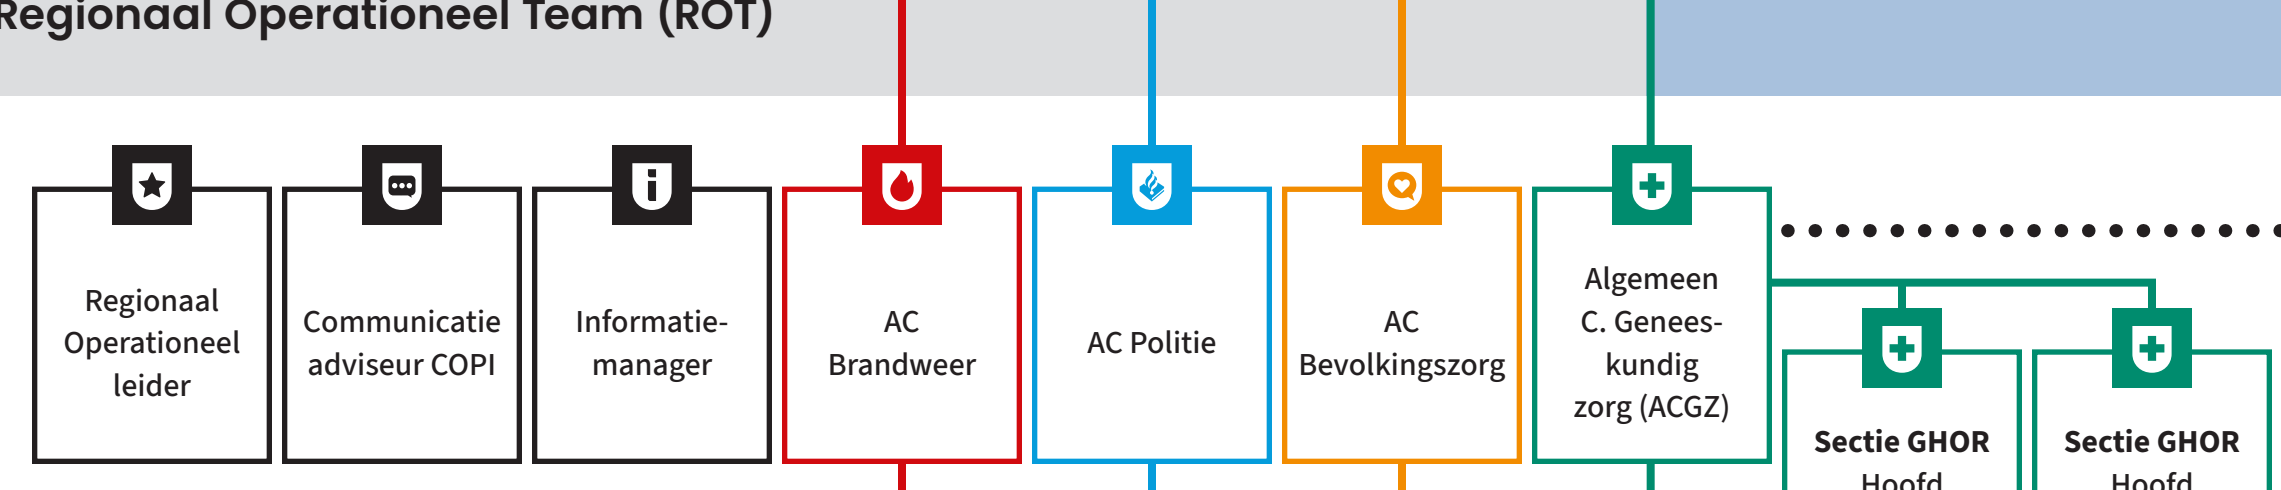 Regionaal Operationeel Team (ROT)
Regionaal
Operationeel
leider
Communicatie
adviseur COPI
Informatie-
manager
AC
Brandweer
AC Politie
AC
Bevolkingszorg
Algemeen
C. Genees-
kundig
zorg (ACGZ)
Sectie GHOR
Hoofd
Sectie GHOR
Hoofd